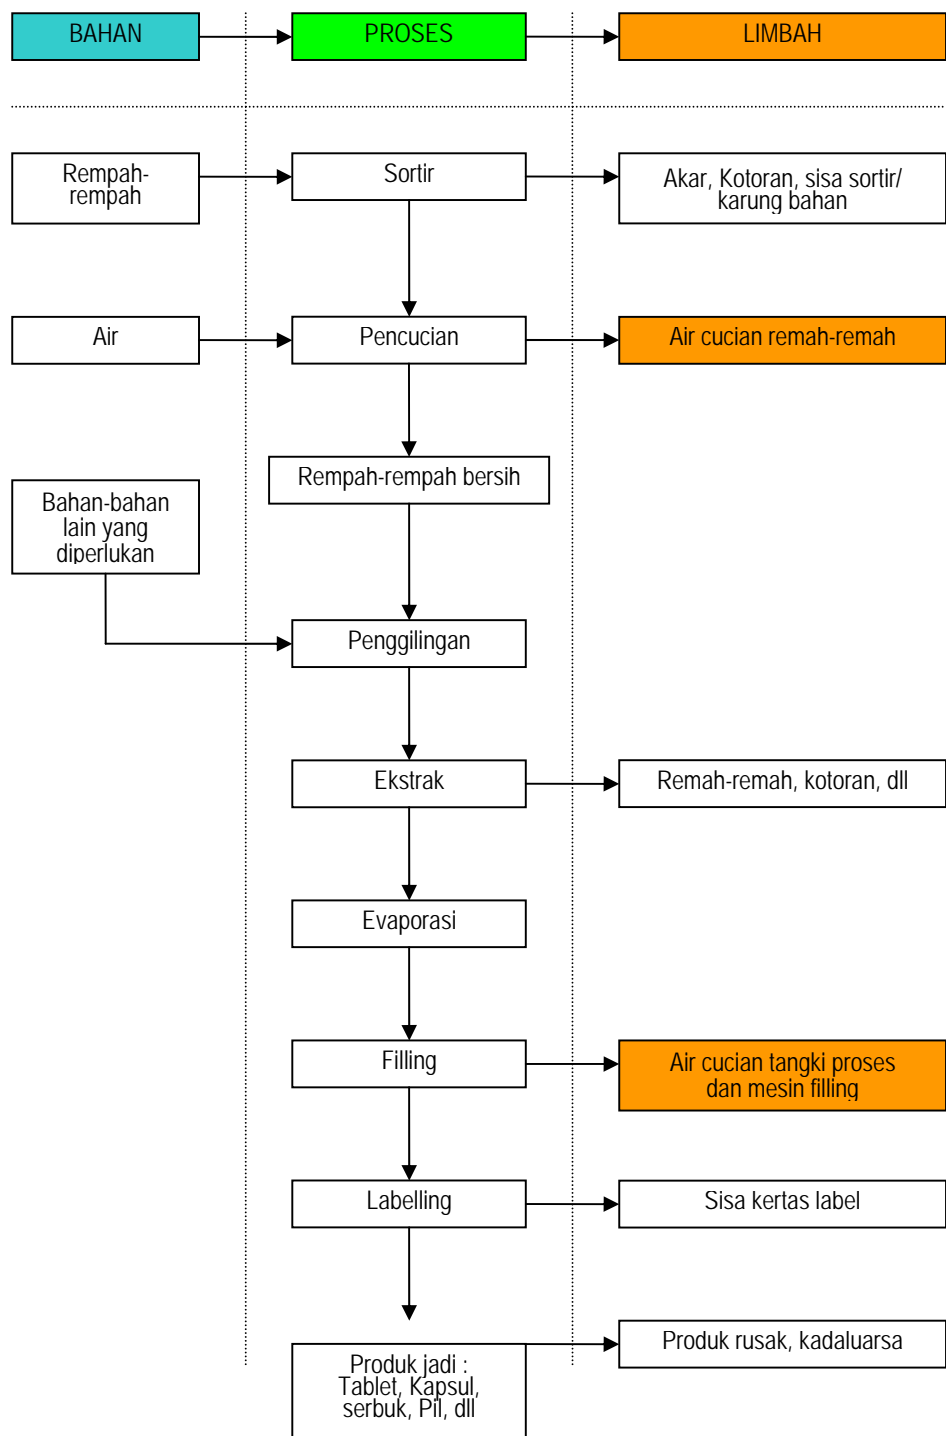 BAHAN
PROSES
LIMBAH
Rempah-
rempah
Sortir
Akar, Kotoran, sisa sortir/
karung bahan
Air
Pencucian
Air cucian remah-remah
Rempah-rempah bersih
Bahan-bahan
lain yang
diperlukan
Penggilingan
Ekstrak
Remah-remah, kotoran, dll
Evaporasi
Filling
Air cucian tangki proses
dan mesin filling
Labelling
Sisa kertas label
Produk rusak, kadaluarsa
Produk jadi :
Tablet, Kapsul,
serbuk, Pil, dll